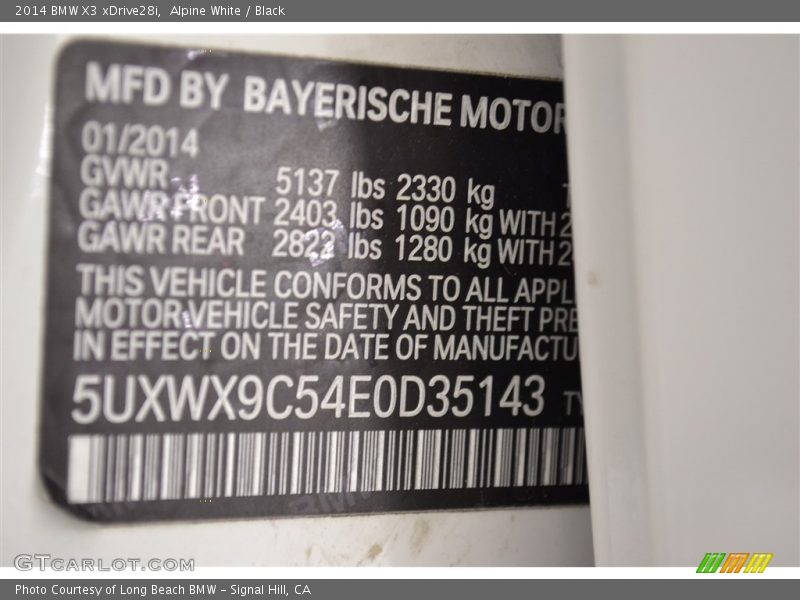 2014 BMW X3 xDrive28i, Alpine White / Black
MFD BY BAYERISCHE MOTOR
01/2014
GVWR 5137 lbs 2330 kg
GAWR FRONT 2403 lbs 1090 kg WITH 2
GAWR REAR 2822 lbs 1280 kg WITH 2
THIS VEHICLE CONFORMS TO ALL APPL
MOTOR VEHICLE SAFETY AND THEFT PRE
IN EFFECT ON THE DATE OF MANUFACTU
5UXWX9C54E0D35143 TY
GTCARLOT.COM
Photo Courtesy of Long Beach BMW - Signal Hill, CA